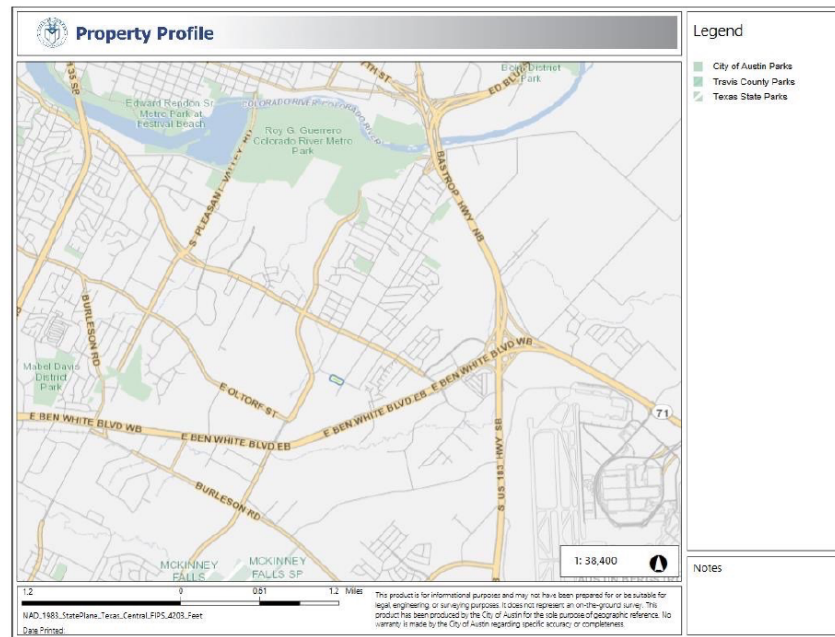 Property Profile
Legend
City of Austin Parks
Travis County Parks
Texas State Parks
Edward Rendon Sr.
Metro Park at
Festival Beach
COLORADO RIVER
COLORADO RIVER
Roy G. Guerrero
Colorado River Metro
Park
District
Park
ED BLUE
7TH ST
S PLEASANT VALLEY RD
BASTROP HWY NB
BURLESON RD
Mabel Davis
District
Park
E OLTORF ST
E BEN WHITE BLVD WB
E BEN WHITE BLVD EB
E BEN WHITE BLVD EB
E BEN WHITE BLVD WB
71
S US 183 HWY SB
BURLESON RD
MCKINNEY
FALLS
MCKINNEY
FALLS SP
1: 38,400
Notes
1.2
0
0.61
1.2 Miles
NAD_1983_StatePlane_Texas_Central_FIPS_4203_Feet
Date Printed:
This product is for informational purposes and may not have been prepared for or be suitable for
legal, engineering, or surveying purposes. It does not represent an on-the-ground survey. This
product has been produced by the City of Austin for the sole purpose of geographic reference. No
warranty is made by the City of Austin regarding specific accuracy or completeness.